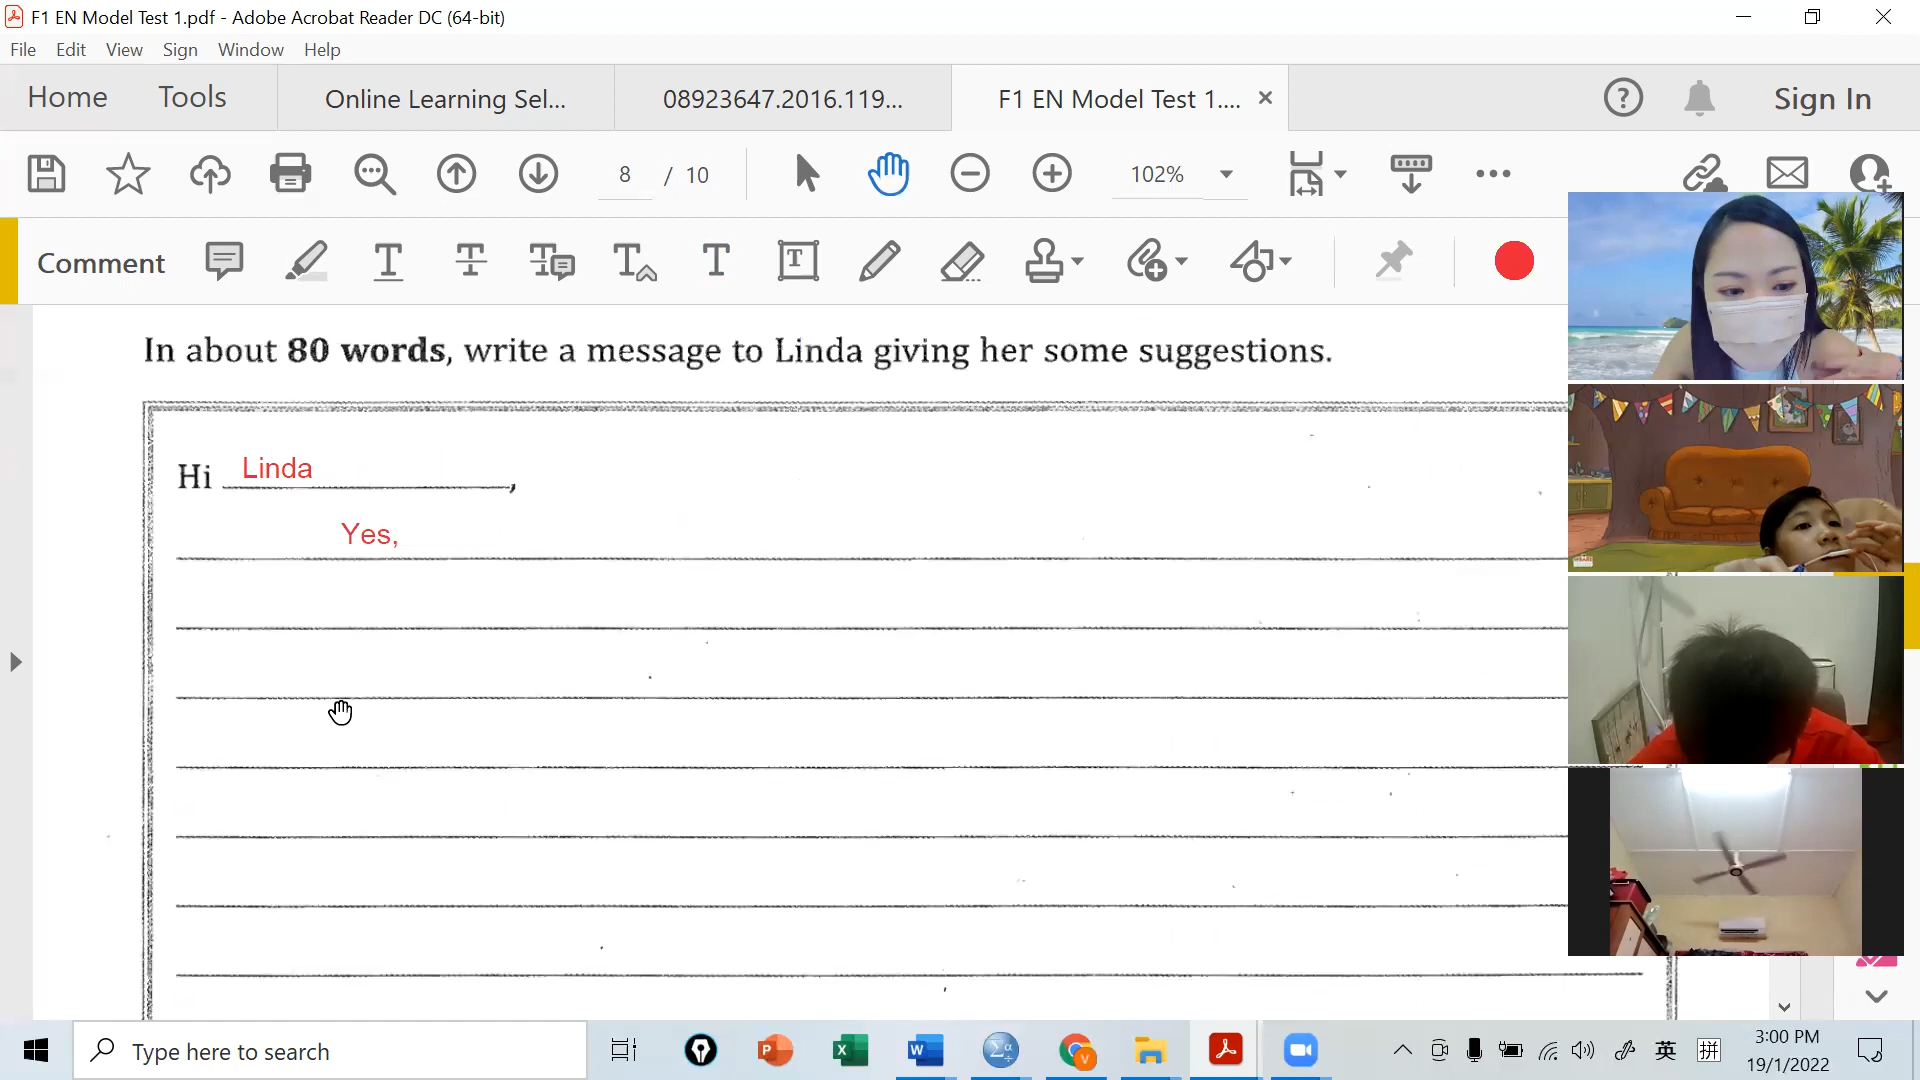 F1 EN Model Test 1.pdf - Adobe Acrobat Reader DC (64-bit)
File Edit View Sign Window Help
Home Tools Online Learning Sel... 08923647.2016.119... F1 EN Model Test 1.... Sign In
8 / 10 102%
Comment
In about 80 words, write a message to Linda giving her some suggestions.
Hi Linda,
Yes,
Type here to search
英 拼
3:00 PM
19/1/2022